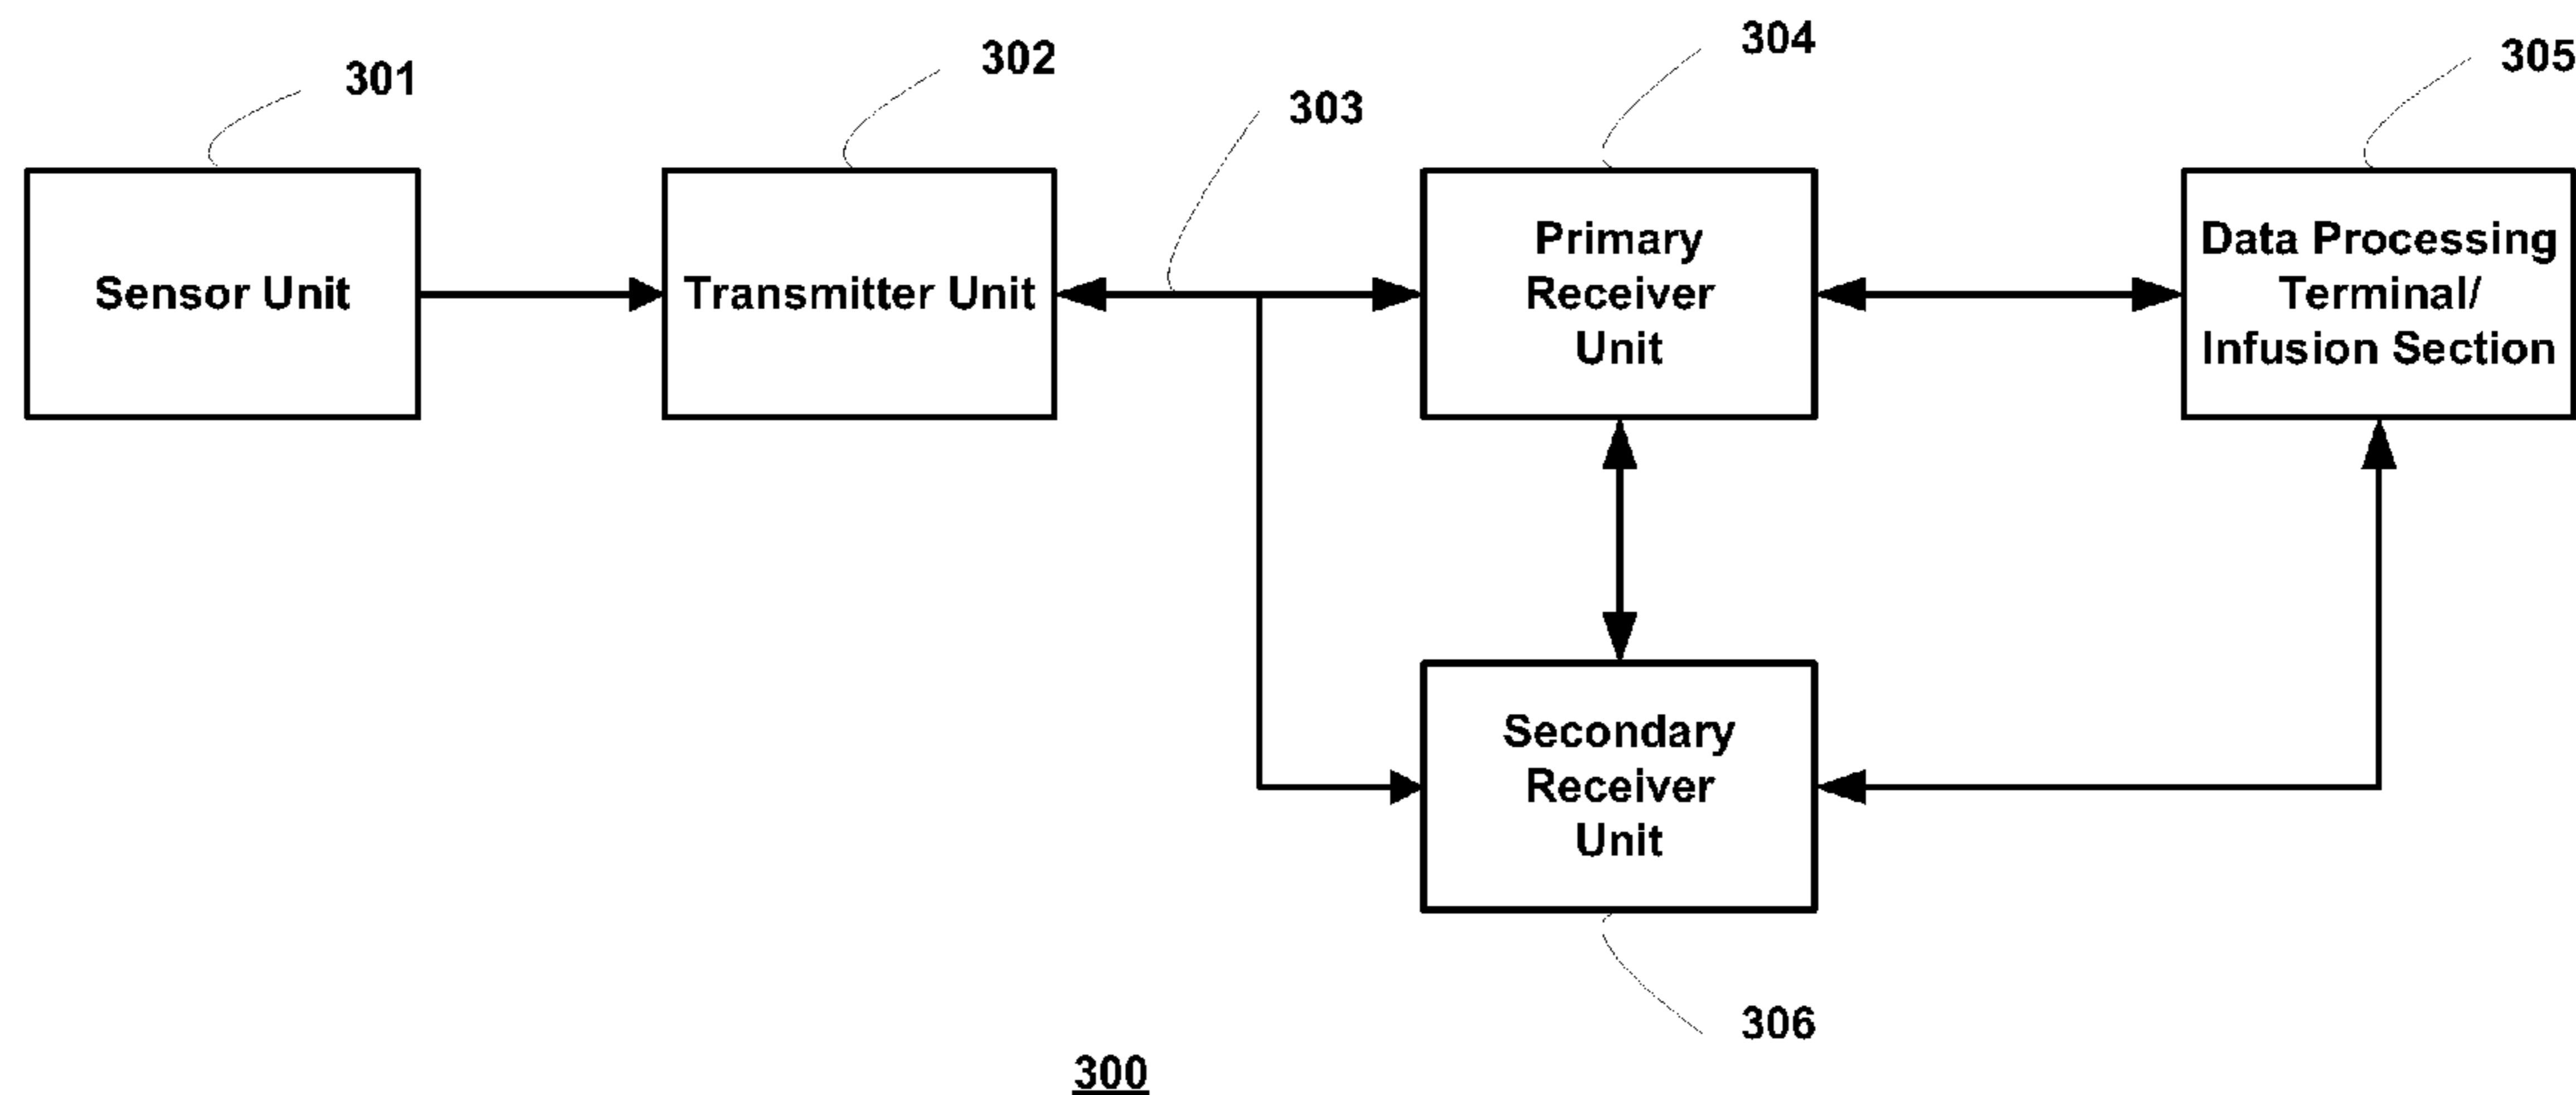 301
302
303
304
305
Sensor Unit
Transmitter Unit
Primary
Receiver
Unit
Data Processing
Terminal/
Infusion Section
Secondary
Receiver
Unit
306
300